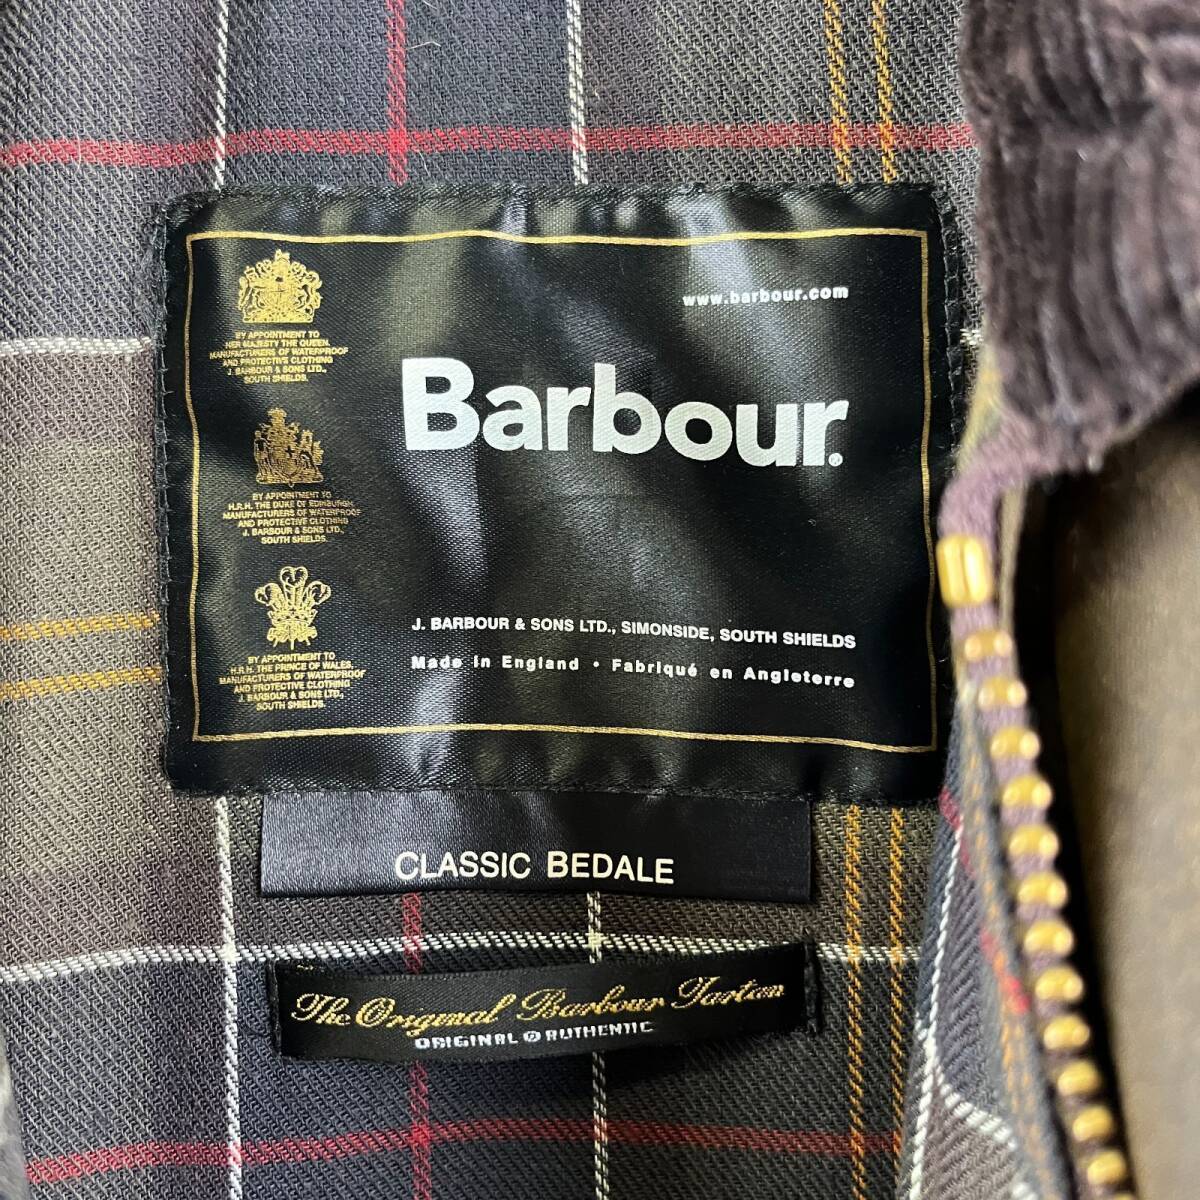 www.barbour.com
BY APPOINTMENT TO
HER MAJESTY THE QUEEN.
MANUFACTURERS OF WATERPROOF
AND PROTECTIVE CLOTHING
J. BARBOUR & SONS LTD.,
SOUTH SHIELDS.
Barbour.
BY APPOINTMENT TO
H.R.H. THE DUKE OF EDINBURGH.
MANUFACTURERS OF WATERPROOF
AND PROTECTIVE CLOTHING
J. BARBOUR & SONS LTD.,
SOUTH SHIELDS.
BY APPOINTMENT TO
H.R.H. THE PRINCE OF WALES.
MANUFACTURERS OF WATERPROOF
AND PROTECTIVE CLOTHING
J. BARBOUR & SONS LTD.,
SOUTH SHIELDS.
J. BARBOUR & SONS LTD., SIMONSIDE, SOUTH SHIELDS
Made in England • Fabriqué en Angleterre
CLASSIC BEDALE
The Original Barbour Tartan
ORIGINAL & AUTHENTIC